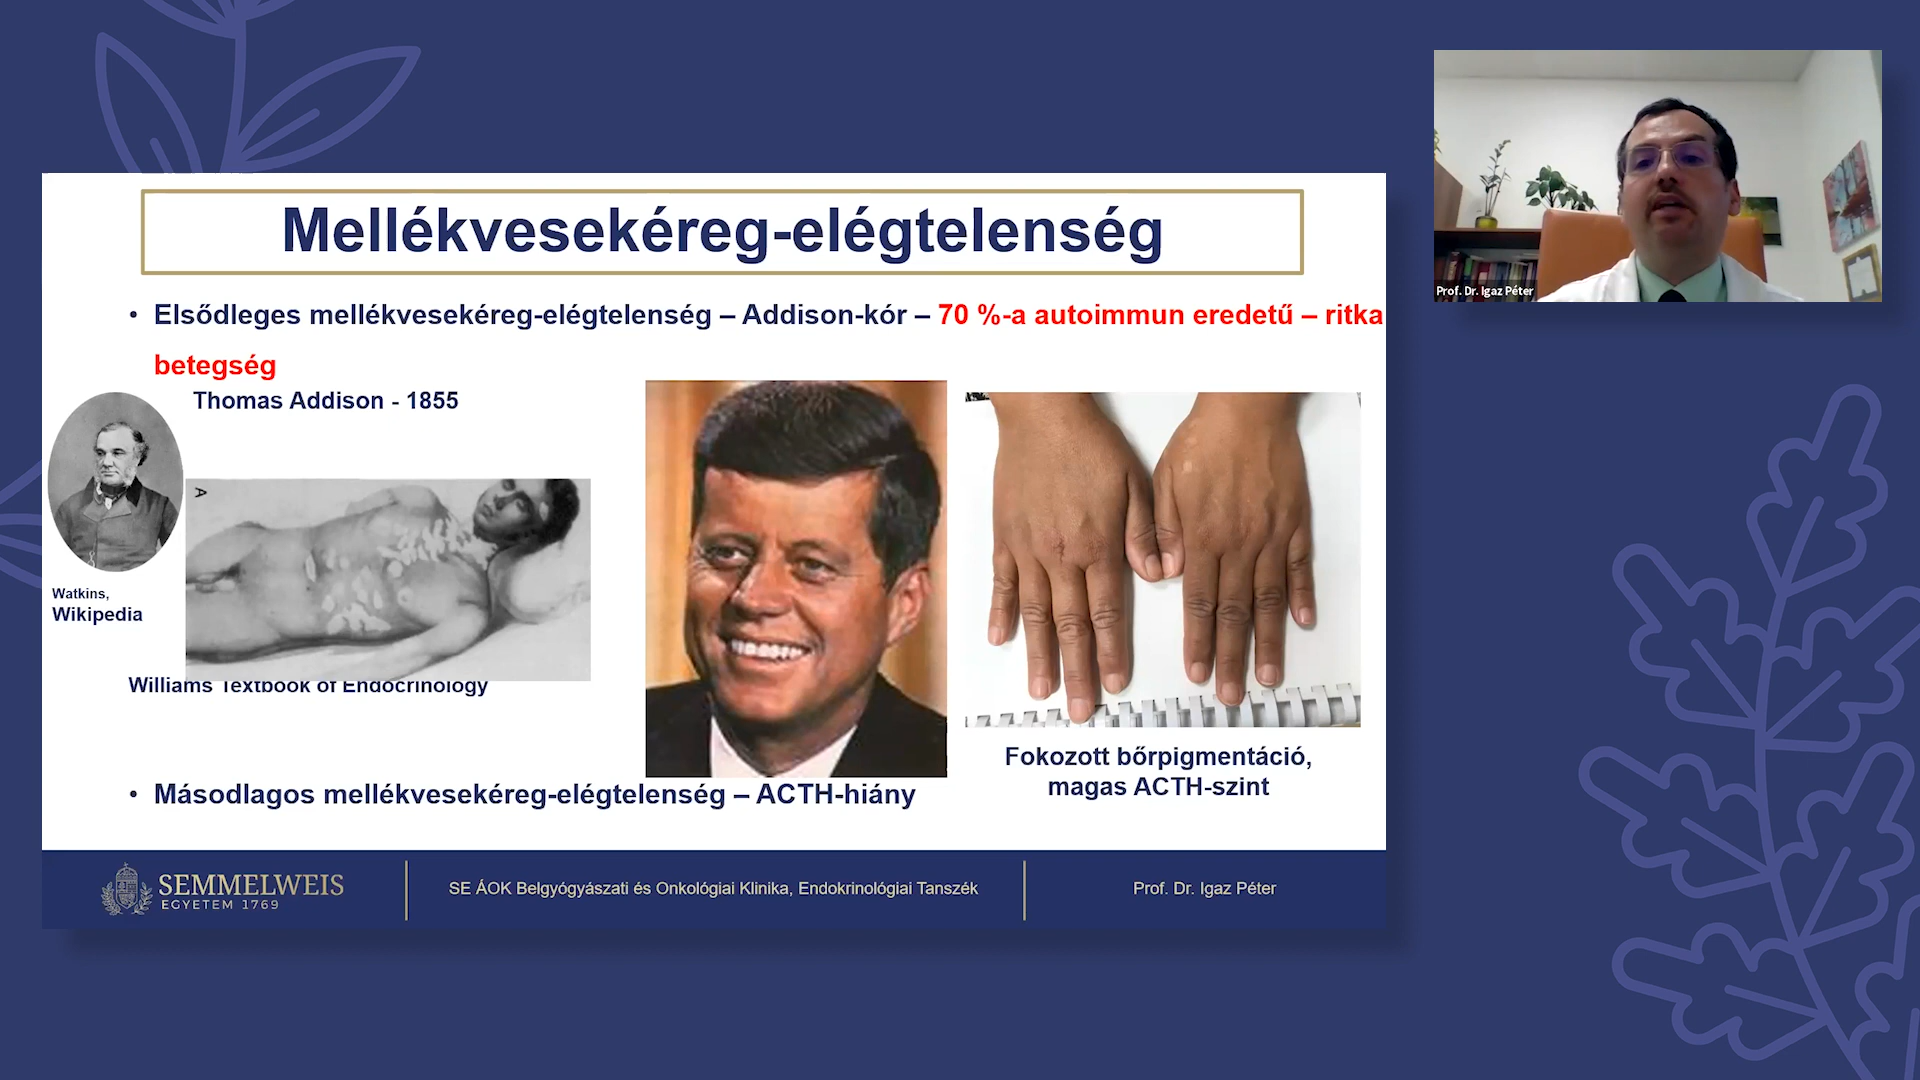 Mellékvesekéreg-elégtelenség
• Elsődleges mellékvesekéreg-elégtelenség – Addison-kór – 70 %-a autoimmun eredetű – ritka
betegség
Thomas Addison - 1855
A
Watkins,
Wikipedia
Williams Textbook of Endocrinology
Fokozott bőrpigmentáció,
magas ACTH-szint
• Másodlagos mellékvesekéreg-elégtelenség – ACTH-hiány
SEMMELWEIS
EGYETEM 1769
SE ÁOK Belgyógyászati és Onkológiai Klinika, Endokrinológiai Tanszék
Prof. Dr. Igaz Péter
Prof. Dr. Igaz Péter